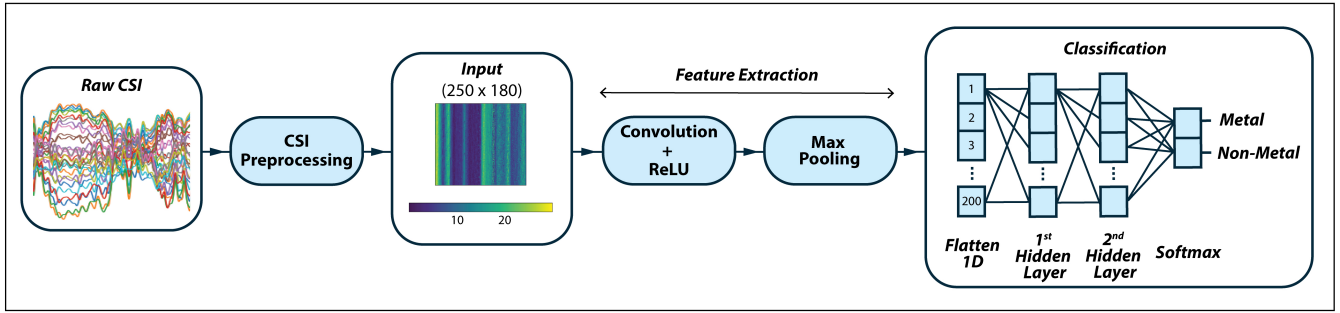 Raw CSI
CSI
Preprocessing
Input
(250 x 180)
10
20
Feature Extraction
Convolution
+
ReLU
Max
Pooling
Classification
1
2
3
200
Metal
Non-Metal
Flatten
1D
1st
Hidden
Layer
2nd
Hidden
Layer
Softmax